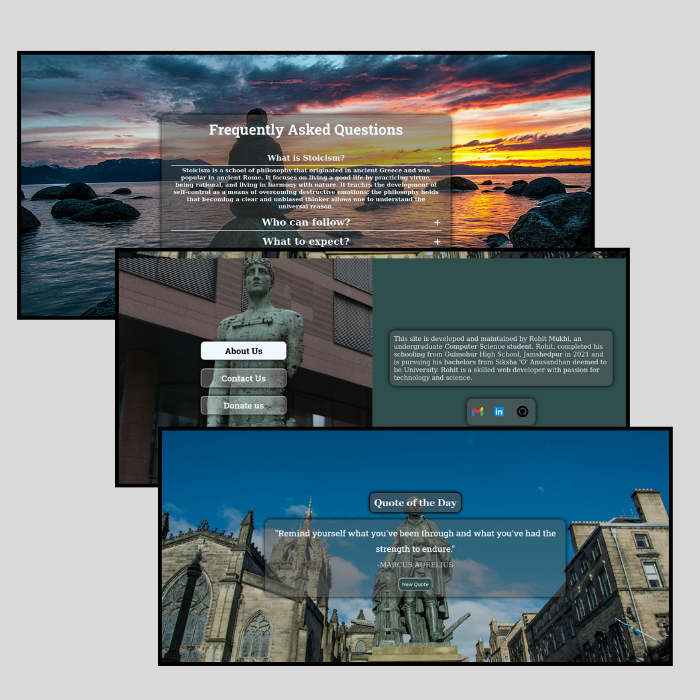 Frequently Asked Questions
What is Stoicism? -
Stoicism is a school of philosophy that originated in ancient Greece and was
popular in ancient Rome. It focuses on living a good life by practicing virtue,
being rational, and living in harmony with nature. It teaches the development of
self-control as a means of overcoming destructive emotions; the philosophy holds
that becoming a clear and unbiased thinker allows one to understand the
universal reason.
Who can follow? +
What to expect? +
About Us
Contact Us
Donate us
This site is developed and maintained by Rohit Mukhi, an
undergraduate Computer Science student. Rohit, completed his
schooling from Gulmohur High School, Jamshedpur in 2021 and
is pursuing his bachelors from Siksha 'O' Anusandhan deemed to
be University. Rohit is a skilled web developer with passion for
technology and science.
in
Quote of the Day
"Remind yourself what you've been through and what you've had the
strength to endure."
-MARCUS AURELIUS
New Quote